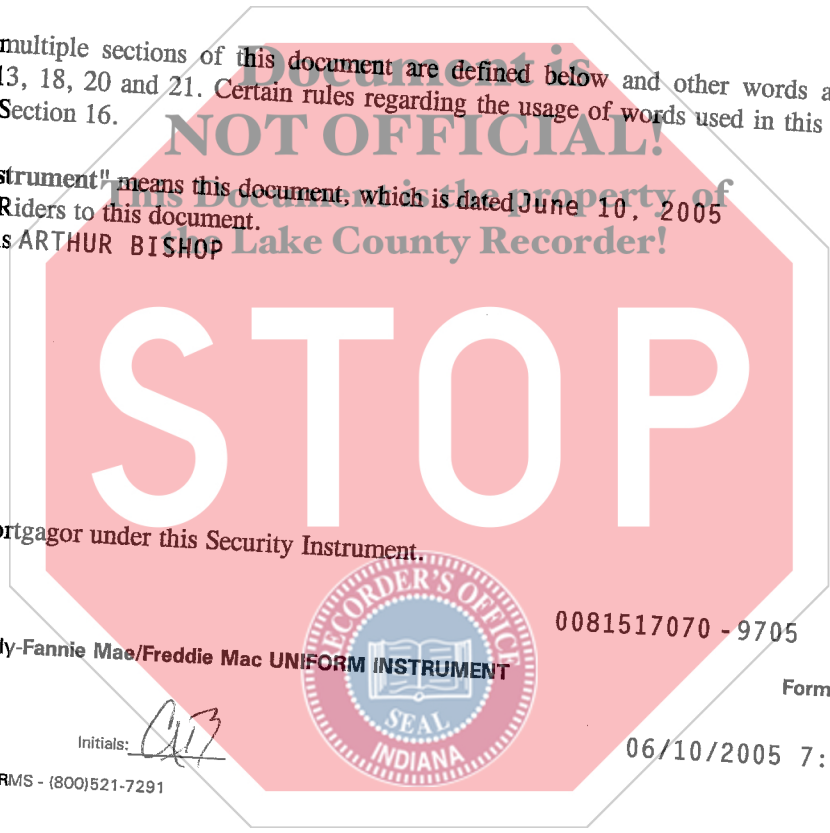 multiple sections of this document are defined below and other words a
Document is
13, 18, 20 and 21. Certain rules regarding the usage of words used in this
Section 16.
NOT OFFICIAL!
strument" means this document, which is dated June 10, 2005
This Document is the property of
Riders to this document.
s ARTHUR BISHOP
the Lake County Recorder!
STOP
ortgagor under this Security Instrument.
RECORDER'S OFFICE
0081517070 - 9705
ly-Fannie Mae/Freddie Mac UNIFORM INSTRUMENT
Form
SEAL
INDIANA
Initials:
06/10/2005 7:
RMS - (800)521-7291